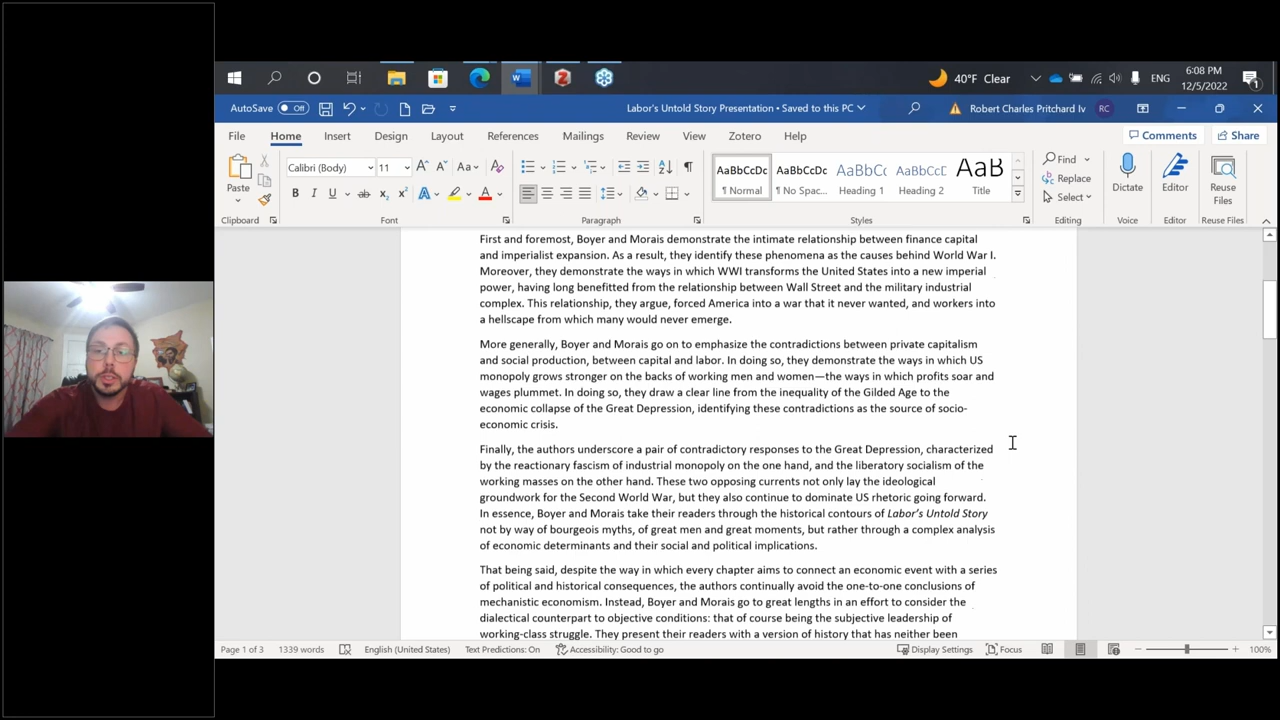 40°F Clear
ENG
6:08 PM
12/5/2022
AutoSave Off
Labor's Untold Story Presentation • Saved to this PC
Robert Charles Pritchard Iv
RC
File Home Insert Design Layout References Mailings Review View Zotero Help
Comments Share
Paste
Calibri (Body) 11
AaBbCcDc AaBbCcDc AaBbCc AaBbCcD AaB
¶ Normal ¶ No Spac... Heading 1 Heading 2 Title
Find
Replace
Select
Dictate
Editor
Reuse
Files
Clipboard Font Paragraph Styles Editing Voice Editor Reuse Files
First and foremost, Boyer and Morais demonstrate the intimate relationship between finance capital
and imperialist expansion. As a result, they identify these phenomena as the causes behind World War I.
Moreover, they demonstrate the ways in which WWI transforms the United States into a new imperial
power, having long benefitted from the relationship between Wall Street and the military industrial
complex. This relationship, they argue, forced America into a war that it never wanted, and workers into
a hellscape from which many would never emerge.
More generally, Boyer and Morais go on to emphasize the contradictions between private capitalism
and social production, between capital and labor. In doing so, they demonstrate the ways in which US
monopoly grows stronger on the backs of working men and women—the ways in which profits soar and
wages plummet. In doing so, they draw a clear line from the inequality of the Gilded Age to the
economic collapse of the Great Depression, identifying these contradictions as the source of socio-
economic crisis.
Finally, the authors underscore a pair of contradictory responses to the Great Depression, characterized
by the reactionary fascism of industrial monopoly on the one hand, and the liberatory socialism of the
working masses on the other hand. These two opposing currents not only lay the ideological
groundwork for the Second World War, but they also continue to dominate US rhetoric going forward.
In essence, Boyer and Morais take their readers through the historical contours of Labor's Untold Story
not by way of bourgeois myths, of great men and great moments, but rather through a complex analysis
of economic determinants and their social and political implications.
That being said, despite the way in which every chapter aims to connect an economic event with a series
of political and historical consequences, the authors continually avoid the one-to-one conclusions of
mechanistic economism. Instead, Boyer and Morais go to great lengths in an effort to consider the
dialectical counterpart to objective conditions: that of course being the subjective leadership of
working-class struggle. They present their readers with a version of history that has neither been
Page 1 of 3 1339 words English (United States) Text Predictions: On Accessibility: Good to go Display Settings Focus 100%